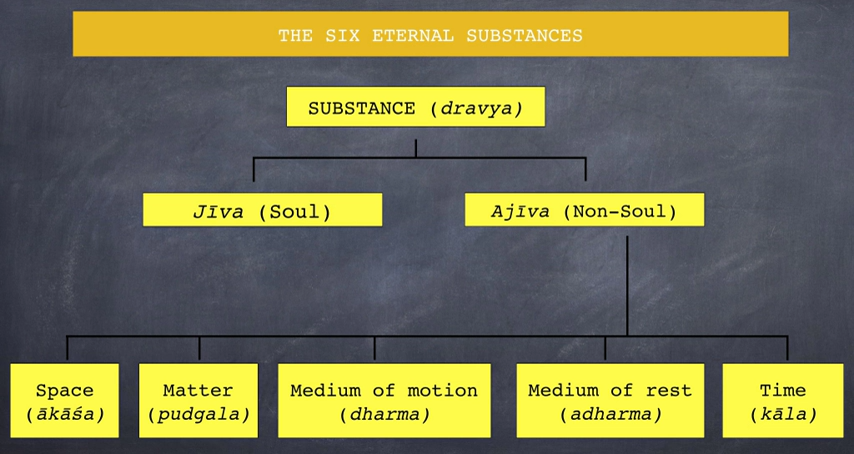 THE SIX ETERNAL SUBSTANCES
SUBSTANCE (dravya)
Jīva (Soul)
Ajīva (Non-Soul)
Space
(ākāśa)
Matter
(pudgala)
Medium of motion
(dharma)
Medium of rest
(adharma)
Time
(kāla)